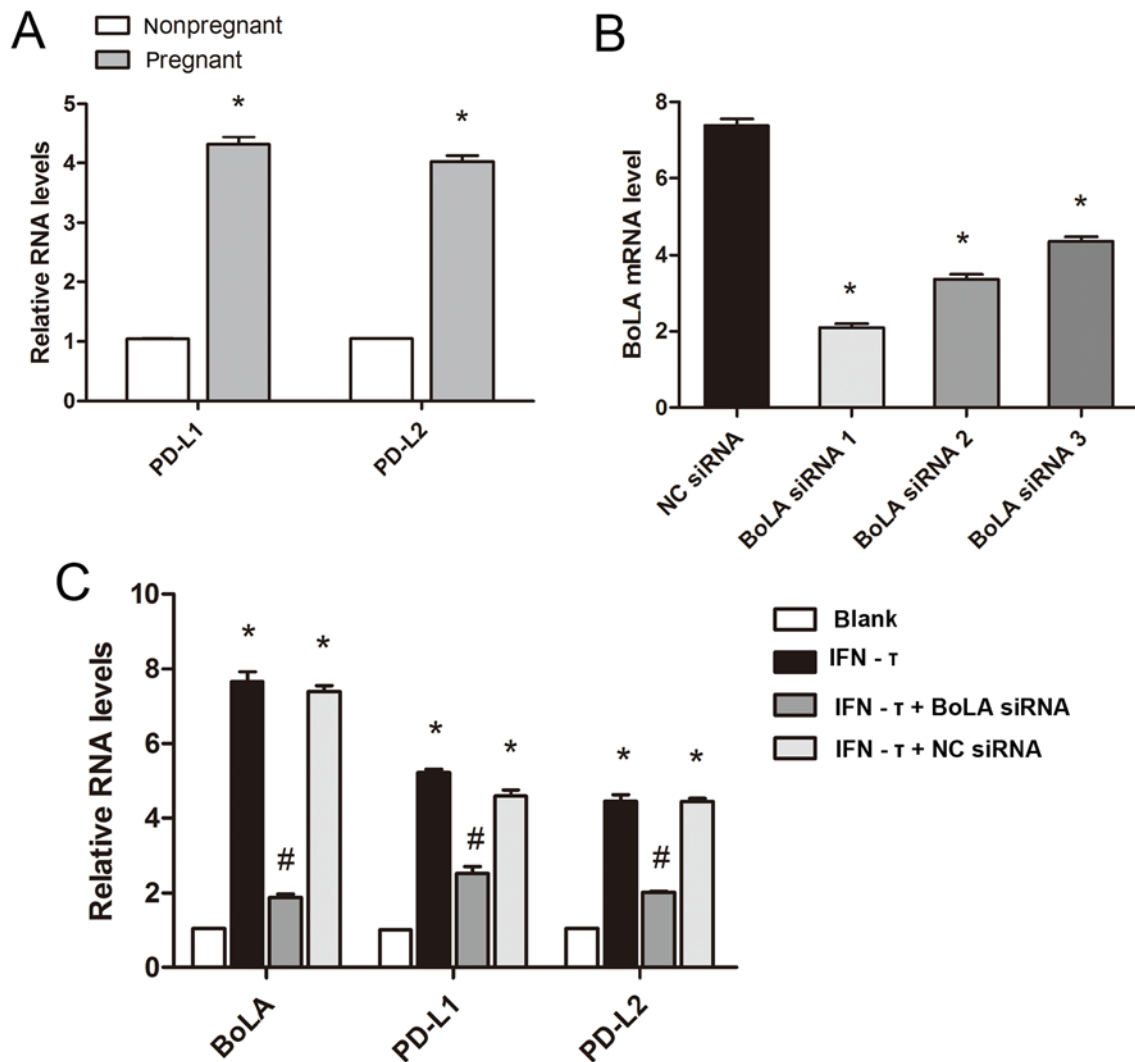 A
Nonpregnant
Pregnant
Relative RNA levels
5
4
3
2
1
0
*
*
PD-L1
PD-L2
B
BoLA mRNA level
8
6
4
2
0
*
*
*
NC siRNA
BoLA siRNA 1
BoLA siRNA 2
BoLA siRNA 3
C
Relative RNA levels
10
8
6
4
2
0
*
#
*
*
#
*
*
#
*
BoLA
PD-L1
PD-L2
Blank
IFN - τ
IFN - τ + BoLA siRNA
IFN - τ + NC siRNA